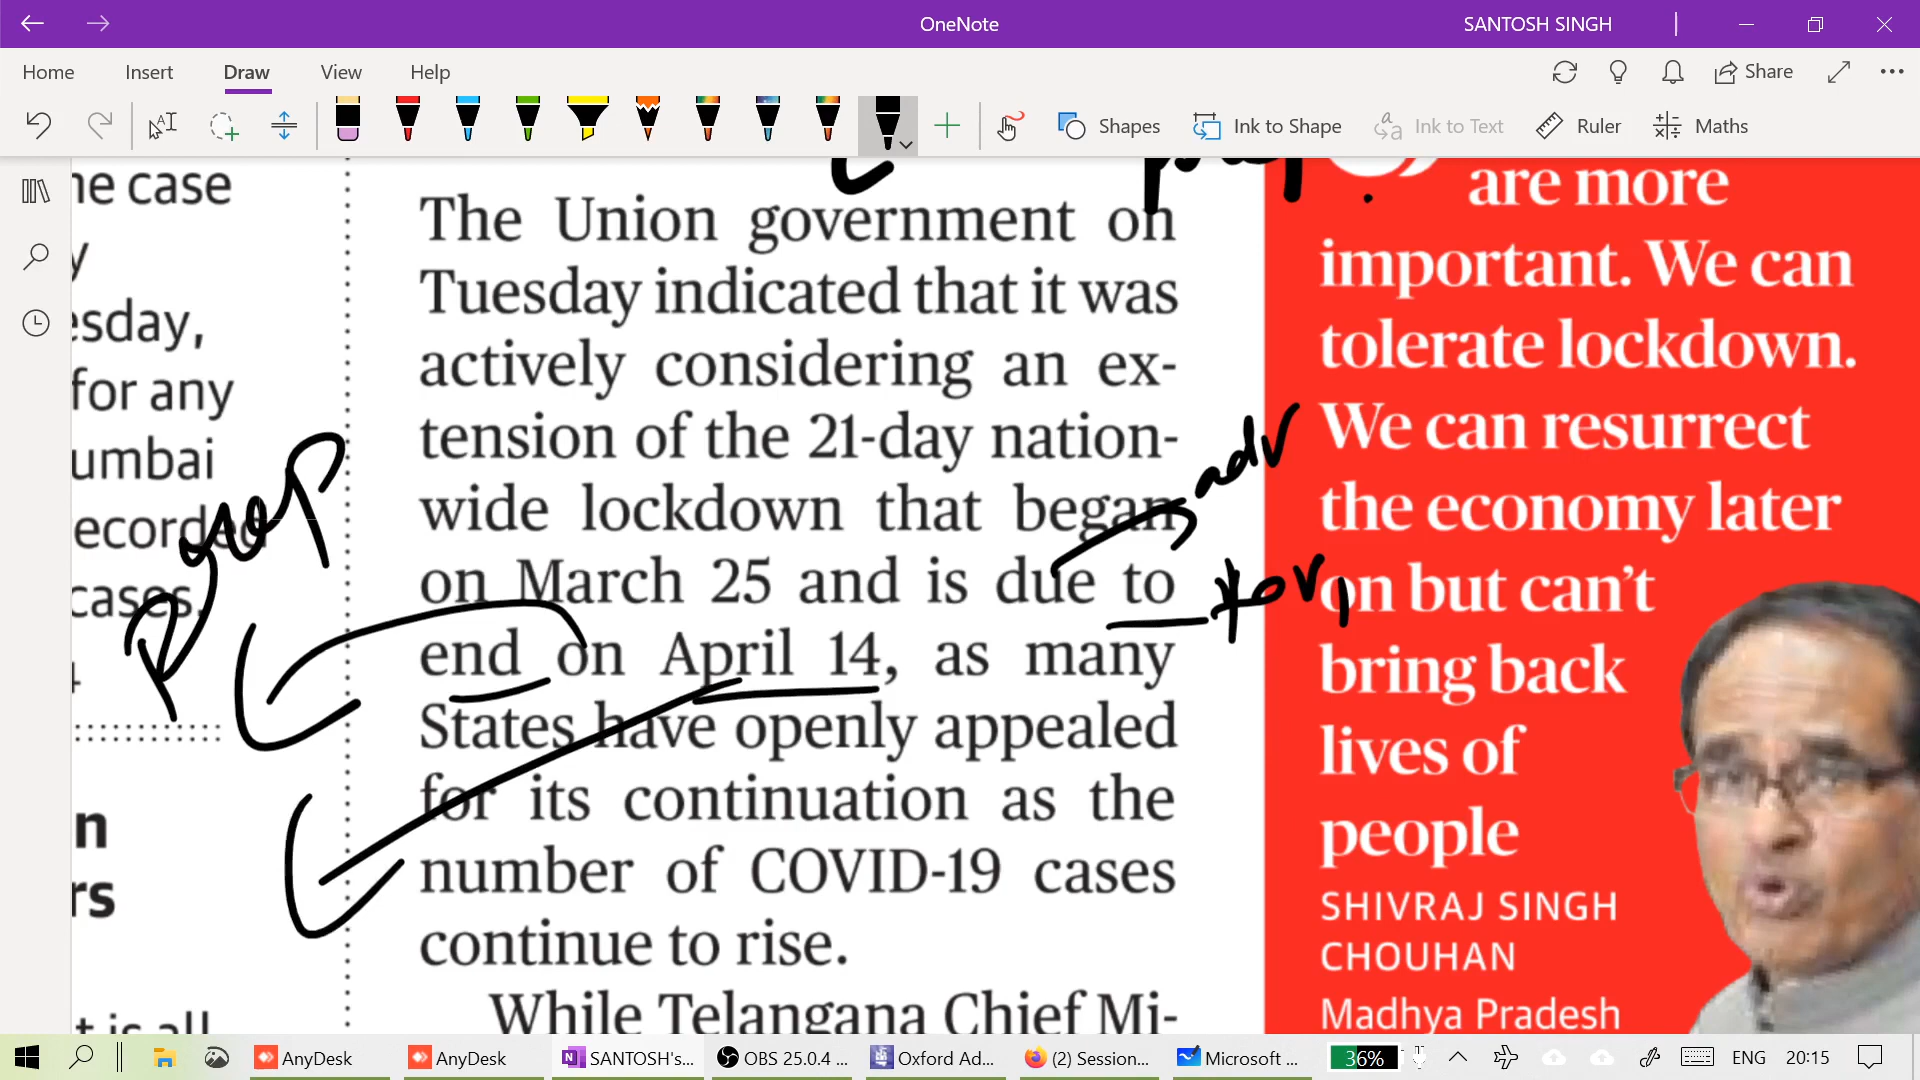 OneNote
SANTOSH SINGH
Home Insert Draw View Help
Share
Shapes Ink to Shape Ink to Text Ruler Maths
he case
y
esday,
for any
umbai
ecorded
cases,
n
rs
t is all
The Union government on
Tuesday indicated that it was
actively considering an ex-
tension of the 21-day nation-
wide lockdown that began
on March 25 and is due to
end on April 14, as many
States have openly appealed
for its continuation as the
number of COVID-19 cases
continue to rise.
While Telangana Chief Mi-
adv
are more
important. We can
tolerate lockdown.
We can resurrect
the economy later
on but can't
bring back
lives of
people
SHIVRAJ SINGH
CHOUHAN
Madhya Pradesh
AnyDesk AnyDesk SANTOSH's... OBS 25.0.4 ... Oxford Ad... (2) Session... Microsoft ... 36% ENG 20:15